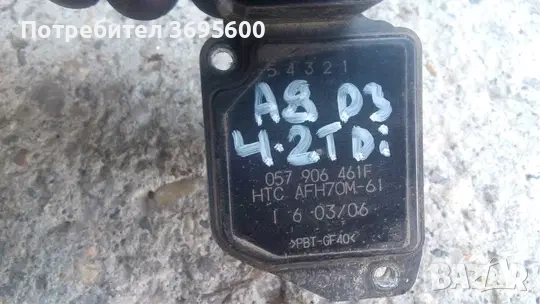 Потребител 3695600
54321
A8 D3
4.2TDi
057 906 461F
HTC AFH70M-61
1 6 03/06
>PBT-GF40<
BAZAR